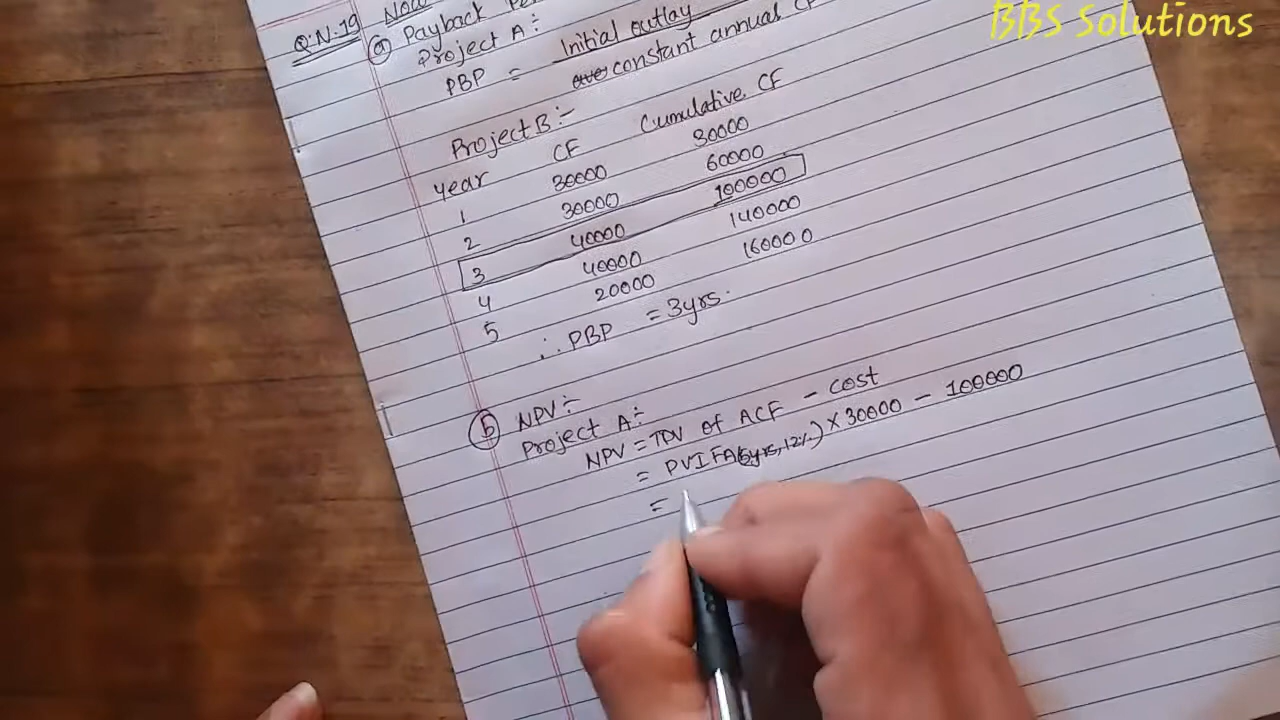 BBS Solutions
Q.N.19 Now
(a) Payback
Project A:
PBP = Initial outlay
constant annual CF
Project B:-
Year CF Cumulative CF
1 30000 30000
2 30000 60000
3 40000 100000
4 40000 140000
5 20000 160000
∴ PBP = 3yrs.
(b) NPV:
Project A:
NPV = TPV of ACF - cost
= PVIFA(5yrs, 12%) × 30000 - 100000
=